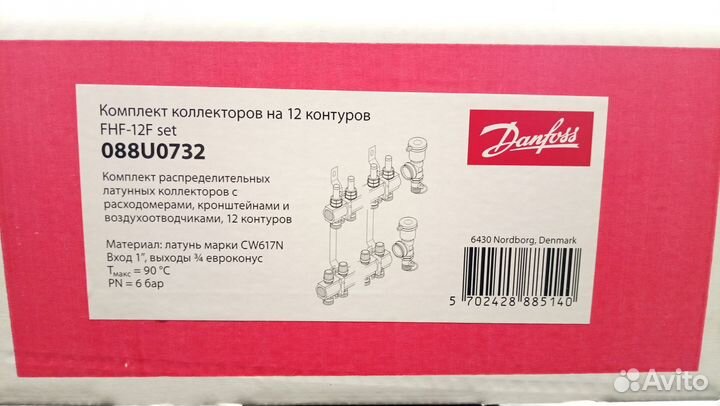 Комплект коллекторов на 12 контуров
FHF-12F set
088U0732
Комплект распределительных
латунных коллекторов с
расходомерами, кронштейнами и
воздухоотводчиками, 12 контуров
Материал: латунь марки CW617N
Вход 1", выходы ¾ евроконус
Tмакс = 90 °C
PN = 6 бар
Danfoss
6430 Nordborg, Denmark
5 702428 885140
Avito